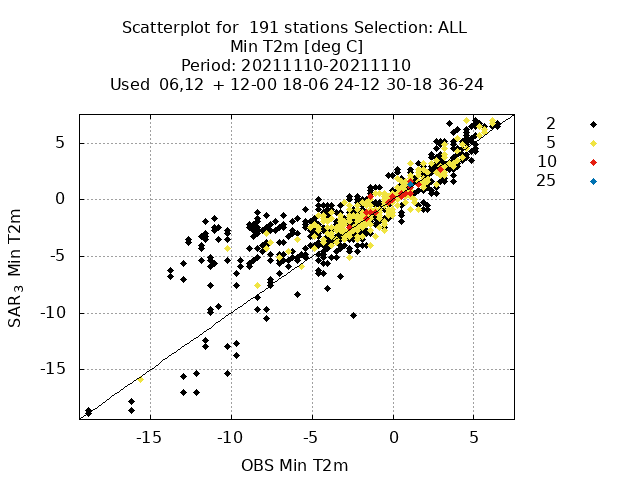 Scatterplot for  191 stations Selection: ALL
Min T2m [deg C]
Period: 20211110-20211110
Used  06,12  + 12-00 18-06 24-12 30-18 36-24
2
5
10
25
5
0
-5
-10
-15
SAR3  Min T2m
-15
-10
-5
0
5
OBS Min T2m